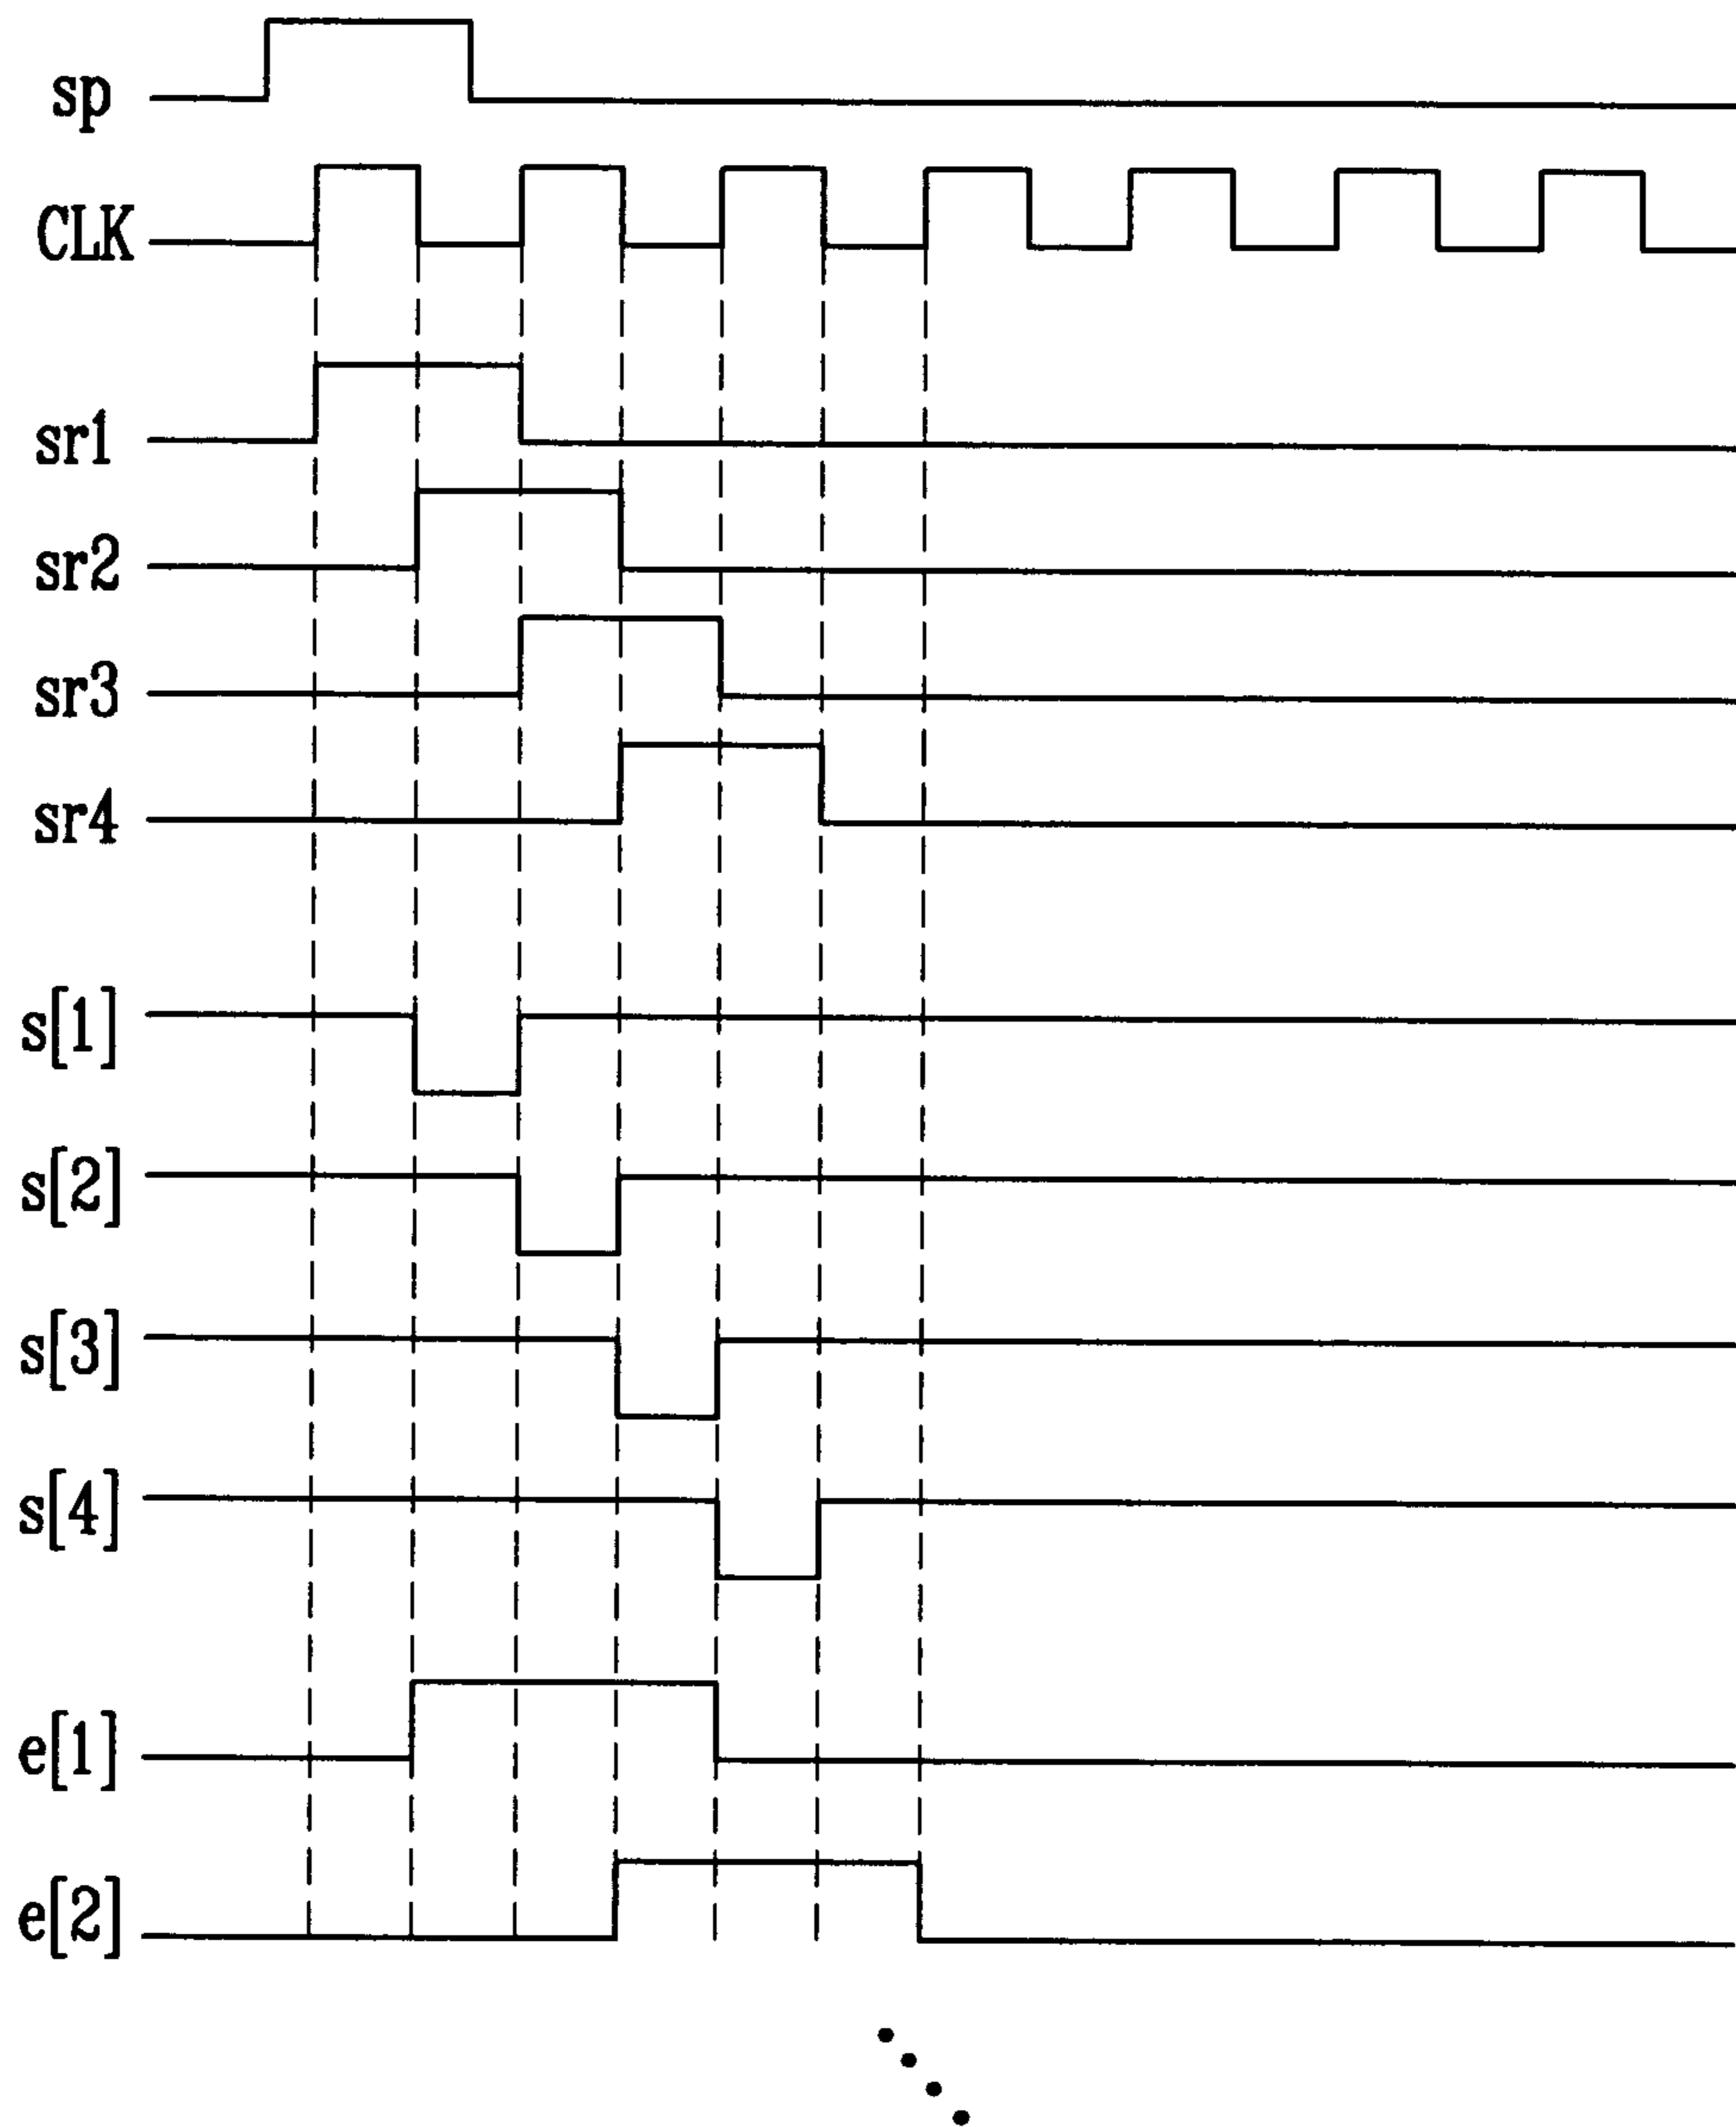 sp
CLK
sr1
sr2
sr3
sr4
s[1]
s[2]
s[3]
s[4]
e[1]
e[2]